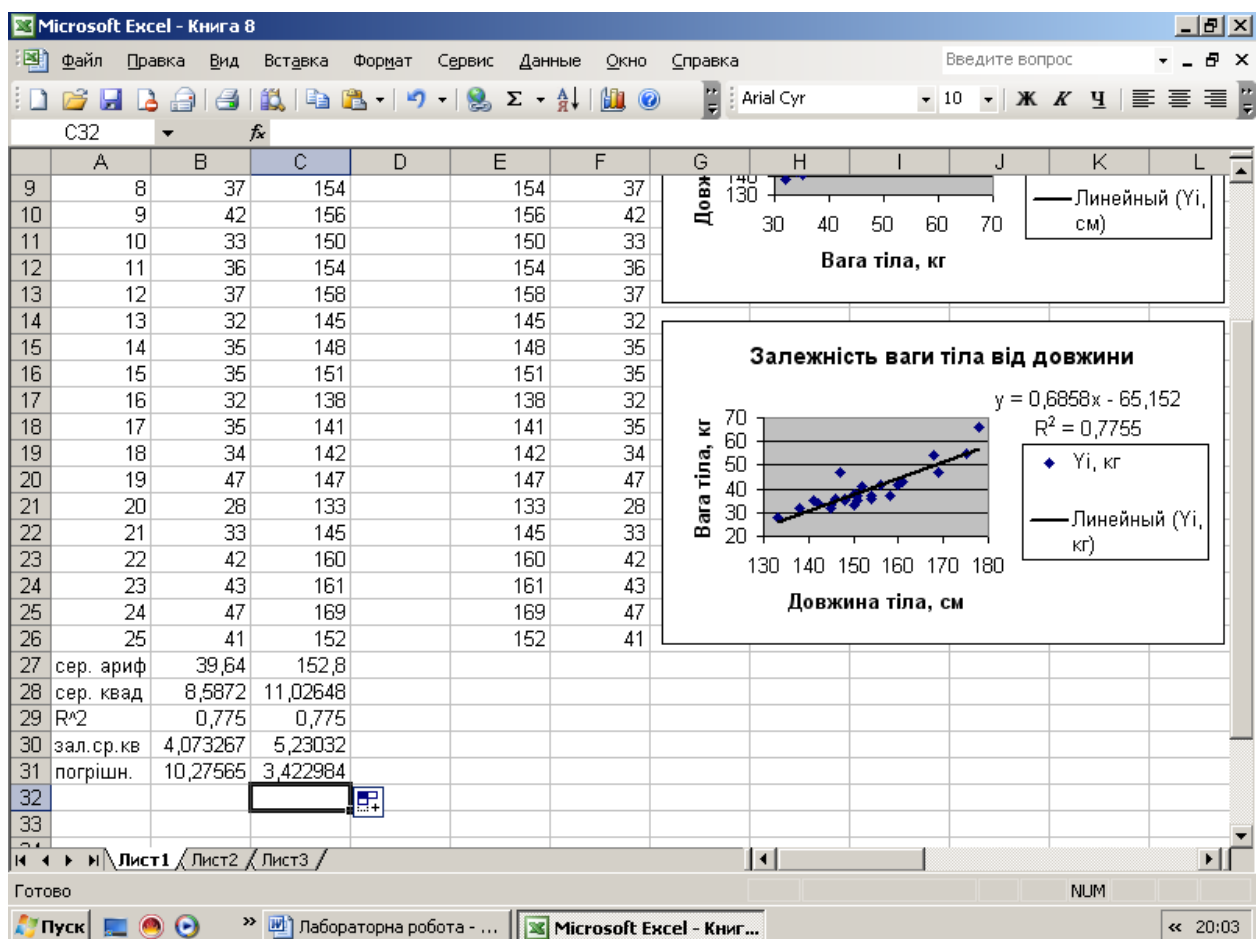 Microsoft Excel - Книга 8
Файл Правка Вид Вставка Формат Сервис Данные Окно Справка Введите вопрос
Arial Cyr 10 Ж К Ч
C32 fx
A B C D E F G H I J K L
9 8 37 154 154 37
10 9 42 156 156 42
11 10 33 150 150 33
12 11 36 154 154 36
13 12 37 158 158 37
14 13 32 145 145 32
15 14 35 148 148 35
16 15 35 151 151 35
17 16 32 138 138 32
18 17 35 141 141 35
19 18 34 142 142 34
20 19 47 147 147 47
21 20 28 133 133 28
22 21 33 145 145 33
23 22 42 160 160 42
24 23 43 161 161 43
25 24 47 169 169 47
26 25 41 152 152 41
27 сер. ариф 39,64 152,8
28 сер. квад 8,5872 11,02648
29 R^2 0,775 0,775
30 зал.ср.кв 4,073267 5,23032
31 погрішн. 10,27565 3,422984
32
33
140
130
30 40 50 60 70
Вага тіла, кг
Линейный (Yi,
см)
Залежність ваги тіла від довжини
y = 0,6858x - 65,152
R² = 0,7755
Вага тіла, кг
70
60
50
40
30
20
130 140 150 160 170 180
Довжина тіла, см
Yi, кг
Линейный (Yi,
кг)
Лист1 Лист2 Лист3
Готово NUM
Пуск » Лабораторна робота - ... Microsoft Excel - Книг... « 20:03